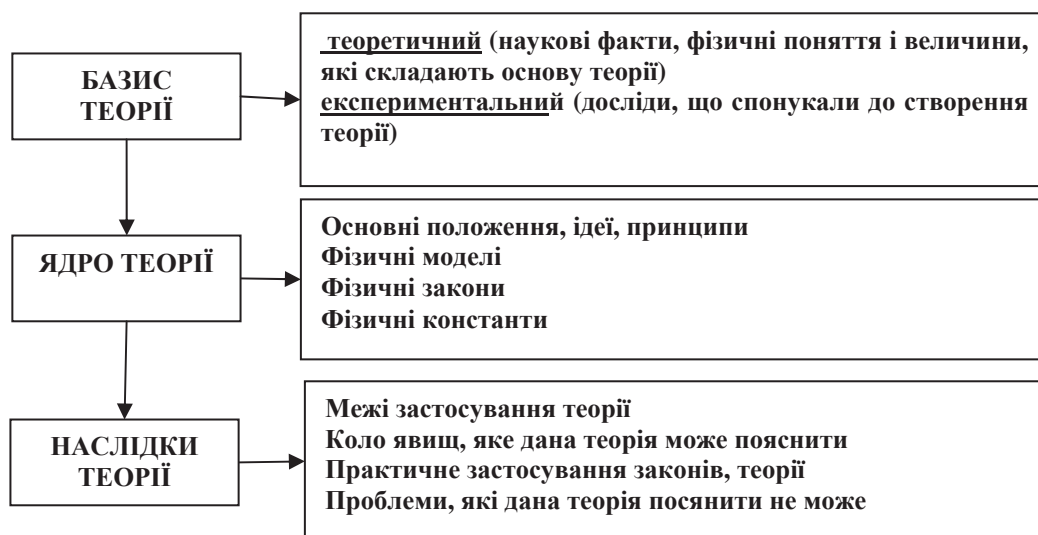 БАЗИС
ТЕОРІЇ
теоретичний (наукові факти, фізичні поняття і величини,
які складають основу теорії)
експериментальний (досліди, що спонукали до створення
теорії)
ЯДРО ТЕОРІЇ
Основні положення, ідеї, принципи
Фізичні моделі
Фізичні закони
Фізичні константи
НАСЛІДКИ
ТЕОРІЇ
Межі застосування теорії
Коло явищ, яке дана теорія може пояснити
Практичне застосування законів, теорії
Проблеми, які дана теорія посянити не може